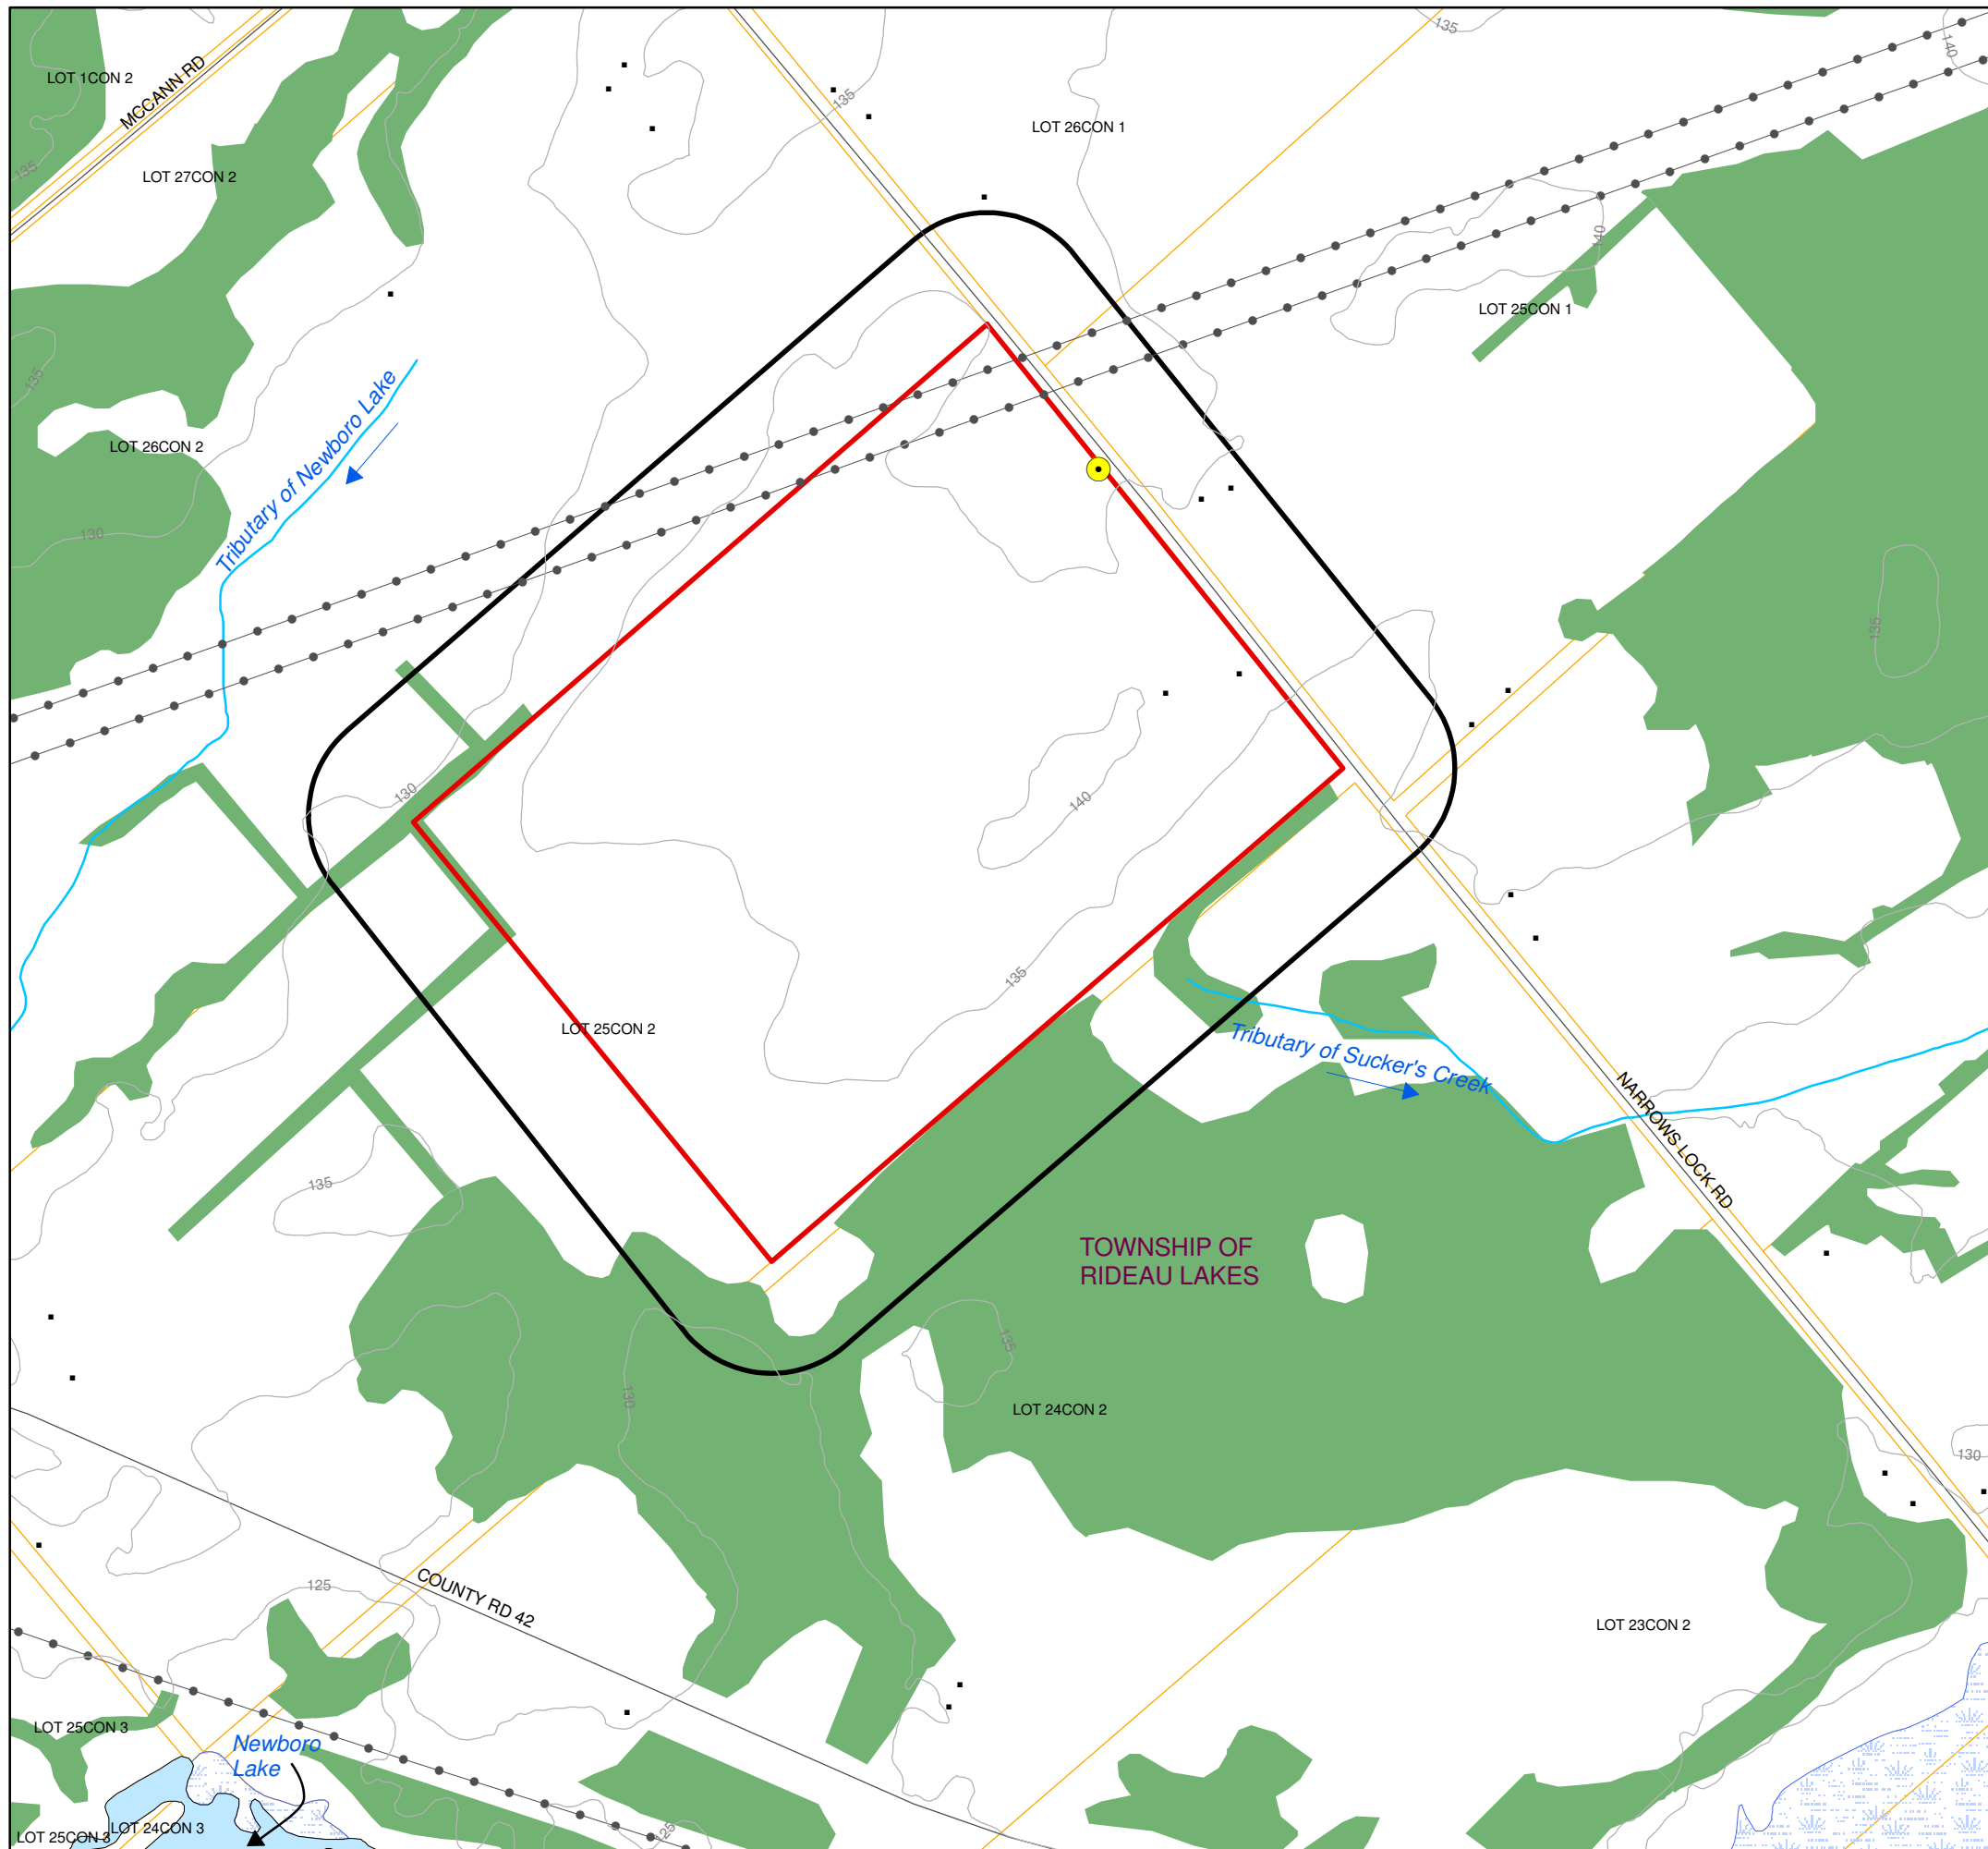 135
140
LOT 1CON 2
MCCANN RD
135
LOT 26CON 1
135
LOT 27CON 2
140
LOT 25CON 1
135
Tributary of Newboro Lake
LOT 26CON 2
130
135
130
140
135
LOT 25CON 2
Tributary of Sucker's Creek
NARROWS LOCK RD
135
TOWNSHIP OF
RIDEAU LAKES
135
130
LOT 24CON 2
130
125
COUNTY RD 42
LOT 23CON 2
LOT 25CON 3
Newboro
Lake
LOT 24CON 3
LOT 25CON 3
125